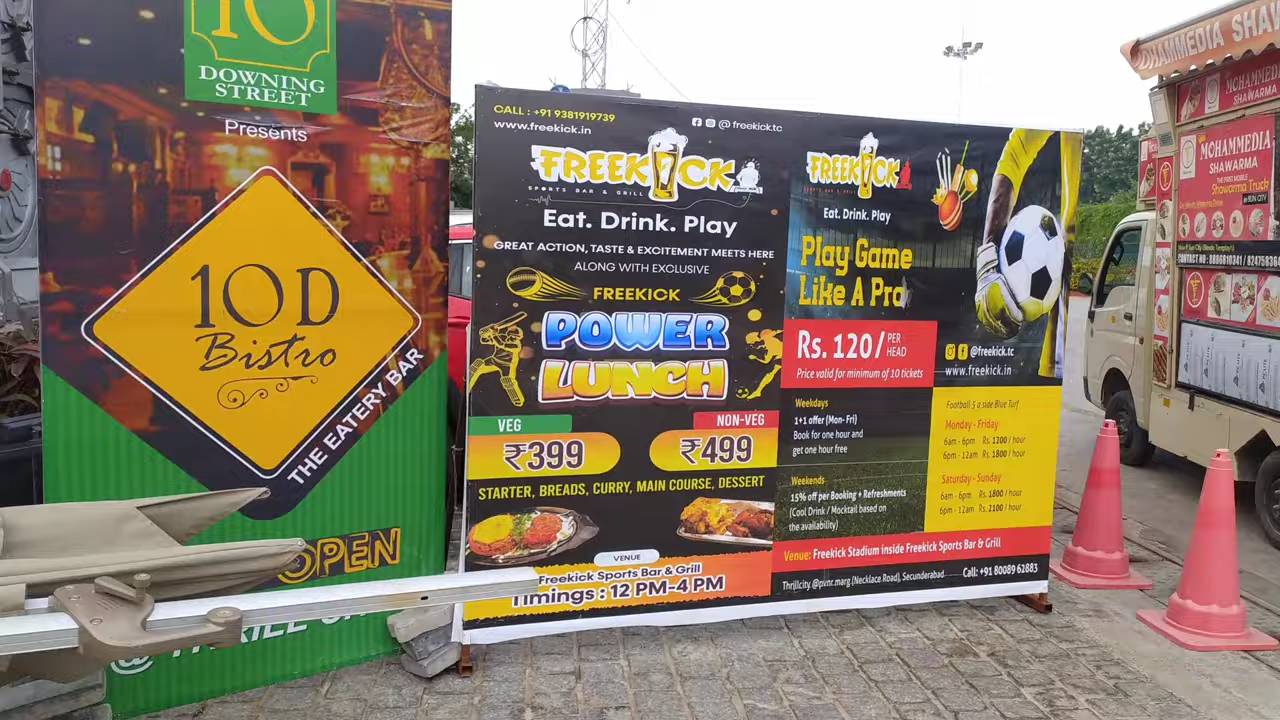 10
DOWNING
STREET
Presents
10D
Bistro
THE EATERY BAR
OPEN
CALL : +91 9381919739
www.freekick.in
@ freekick.tc
FREEKICK
SPORTS BAR & GRILL
Eat. Drink. Play
GREAT ACTION, TASTE & EXCITEMENT MEETS HERE
ALONG WITH EXCLUSIVE
FREEKICK
POWER
LUNCH
VEG
₹399
NON-VEG
₹499
STARTER, BREADS, CURRY, MAIN COURSE, DESSERT
VENUE
Freekick Sports Bar & Grill
Timings : 12 PM-4 PM
FREEKICK
SPORTS BAR & GRILL
Eat. Drink. Play
Play Game
Like A Pro
Rs. 120/ PER HEAD
Price valid for minimum of 10 tickets
@freekick.tc
www.freekick.in
Weekdays
1+1 offer (Mon- Fri)
Book for one hour and
get one hour free
Weekends
15% off per Booking + Refreshments
(Cool Drink / Mocktail based on
the availability)
Football 5 a side Blue Turf
Monday - Friday
6am - 6pm Rs. 1200 / hour
6pm - 12am Rs. 1800 / hour
Saturday - Sunday
6am - 6pm Rs. 1800 / hour
6pm - 12am Rs. 2100 / hour
Venue: Freekick Stadium inside Freekick Sports Bar & Grill
Thrillcity @pvnr.marg (Necklace Road), Secunderabad
Call: +91 80089 62883
MOHAMMEDIA
SHAWARMA
MOHAMMEDIA
SHAWARMA
THE FIRST MOBILE
Shawarma Truck
in SUN CITY